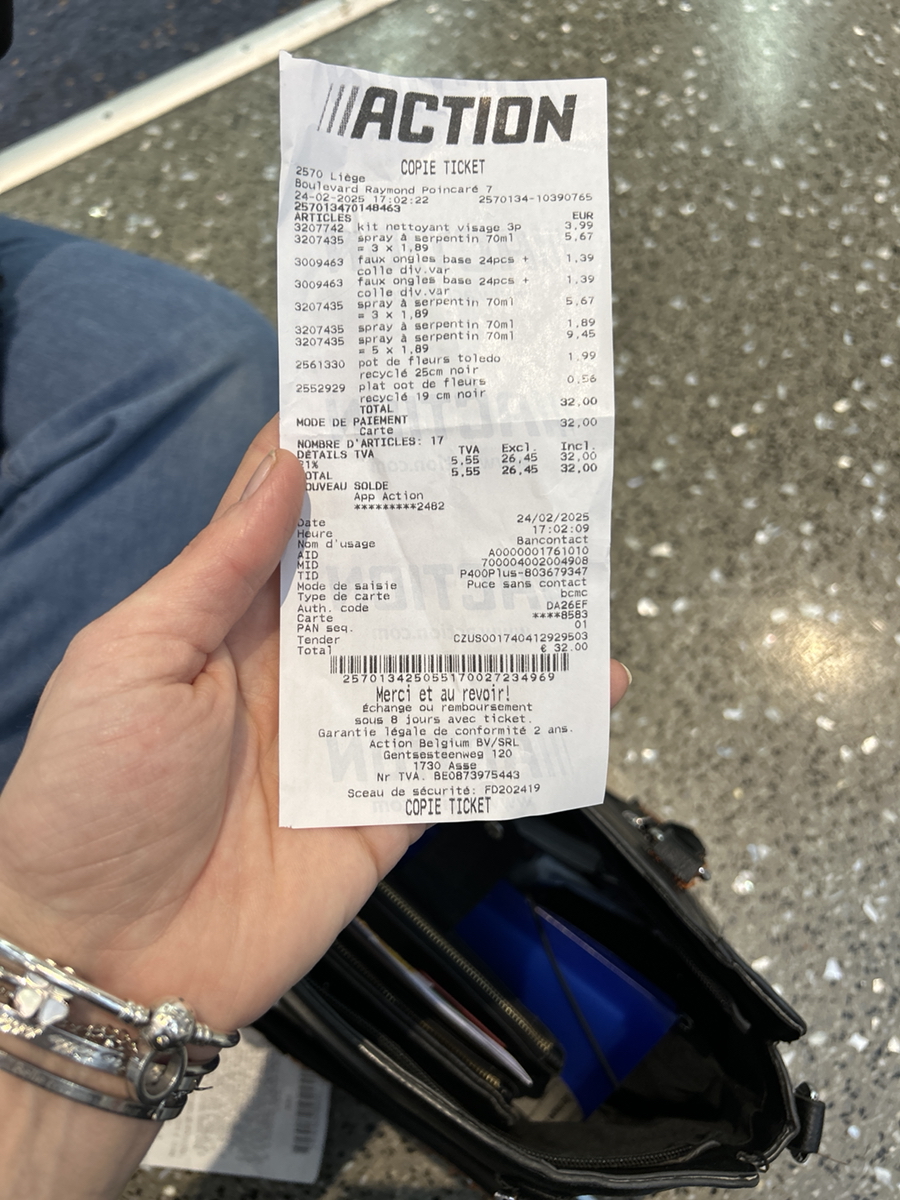 ACTION
COPIE TICKET
2570 Liège
Boulevard Raymond Poincaré 7
24-02-2025 17:02:22 2570134-10390765
257013470148463
ARTICLES EUR
3207742 kit nettoyant visage 3p 3,99
3207435 spray à serpentin 70ml 5,67
= 3 x 1,89
3009463 faux ongles base 24pcs + 1,39
colle div.var
3009463 faux ongles base 24pcs + 1,39
colle div.var
3207435 spray à serpentin 70ml 5,67
= 3 x 1,89
3207435 spray à serpentin 70ml 1,89
3207435 spray à serpentin 70ml 9,45
= 5 x 1,89
2561330 pot de fleurs toledo 1,99
recyclé 25cm noir
2552929 plat oot de fleurs 0,56
recyclé 19 cm noir
TOTAL 32,00
MODE DE PAIEMENT
Carte 32,00
NOMBRE D'ARTICLES: 17
DÉTAILS TVA TVA Excl. Incl.
21% 5,55 26,45 32,00
TOTAL 5,55 26,45 32,00
NOUVEAU SOLDE
App Action
*********2482
Date 24/02/2025
Heure 17:02:09
Nom d'usage Bancontact
AID A0000001761010
MID 700004002004908
TID P400Plus-803679347
Mode de saisie Puce sans contact
Type de carte bcmc
Auth. code DA26EF
Carte ****8583
PAN seq. 01
Tender CZUS001740412929503
Total € 32.00
257013425055170027234969
Merci et au revoir!
Échange ou remboursement
sous 8 jours avec ticket.
Garantie légale de conformité 2 ans.
Action Belgium BV/SRL
Gentsesteenweg 120
1730 Asse
Nr TVA. BE0873975443
Sceau de sécurité: FD202419
COPIE TICKET